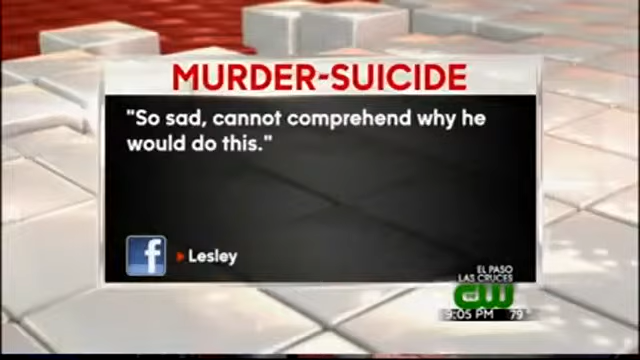 MURDER-SUICIDE
"So sad, cannot comprehend why he
would do this."
f Lesley
EL PASO
LAS CRUCES
CW
9:05 PM 79°